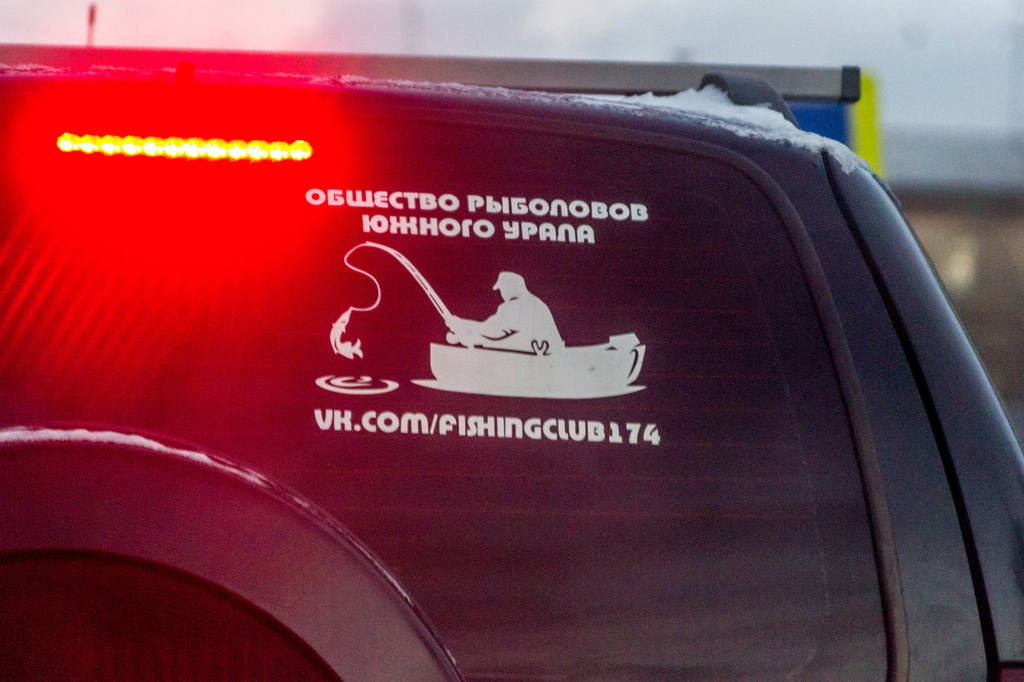 ОБЩЕСТВО РЫБОЛОВОВ
ЮЖНОГО УРАЛА
VK.COM/FISHINGCLUB174